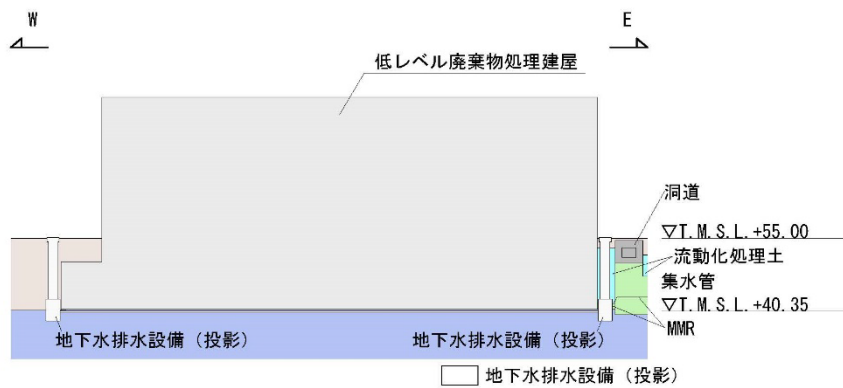 W
E
低レベル廃棄物処理建屋
洞道
▽T.M.S.L.+55.00
流動化処理土
集水管
▽T.M.S.L.+40.35
MMR
地下水排水設備（投影）
地下水排水設備（投影）
地下水排水設備（投影）